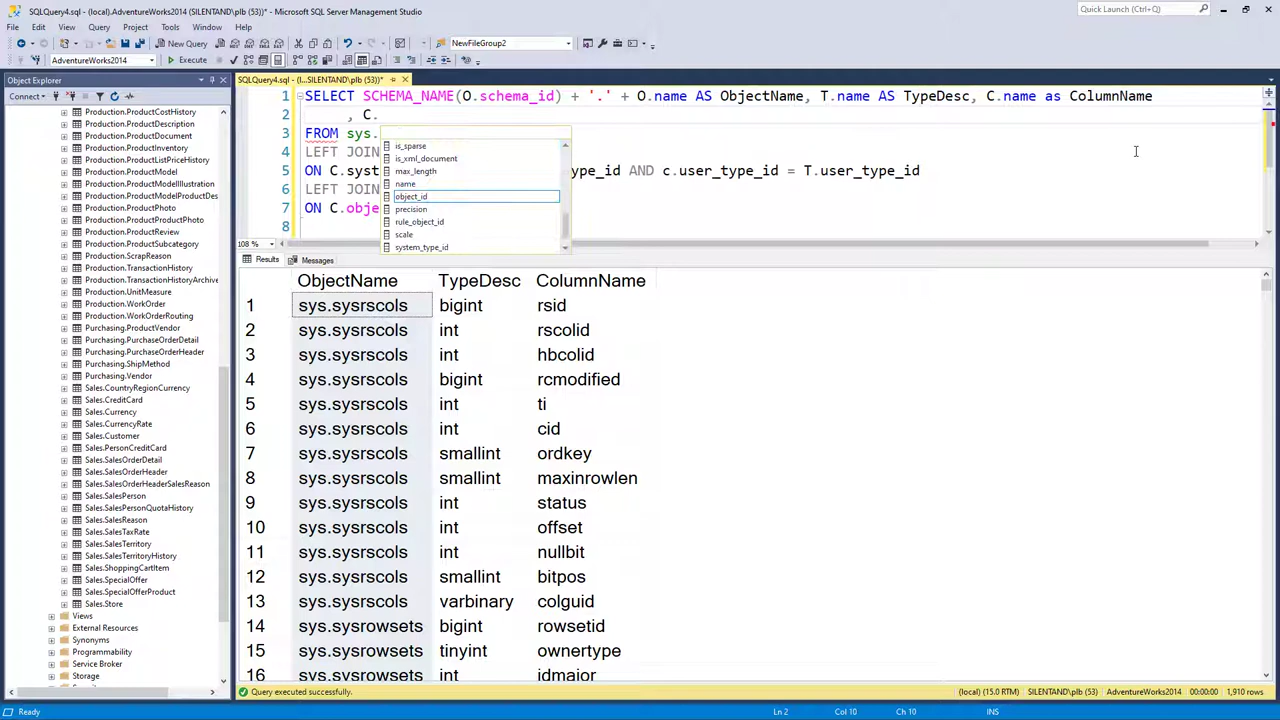 SQLQuery4.sql - (local).AdventureWorks2014 (SILENTAND\plb (53))* - Microsoft SQL Server Management Studio
Quick Launch (Ctrl+Q)
File Edit View Query Project Tools Window Help
New Query
NewFileGroup2
AdventureWorks2014
Execute
Object Explorer
SQLQuery4.sql - (l...SILENTAND\plb (53))*
Connect
Production.ProductCostHistory
Production.ProductDescription
Production.ProductDocument
Production.ProductInventory
Production.ProductListPriceHistory
Production.ProductModel
Production.ProductModelIllustration
Production.ProductModelProductDes
Production.ProductPhoto
Production.ProductProductPhoto
Production.ProductReview
Production.ProductSubcategory
Production.ScrapReason
Production.TransactionHistory
Production.TransactionHistoryArchive
Production.UnitMeasure
Production.WorkOrder
Production.WorkOrderRouting
Purchasing.ProductVendor
Purchasing.PurchaseOrderDetail
Purchasing.PurchaseOrderHeader
Purchasing.ShipMethod
Purchasing.Vendor
Sales.CountryRegionCurrency
Sales.CreditCard
Sales.Currency
Sales.CurrencyRate
Sales.Customer
Sales.PersonCreditCard
Sales.SalesOrderDetail
Sales.SalesOrderHeader
Sales.SalesOrderHeaderSalesReason
Sales.SalesPerson
Sales.SalesPersonQuotaHistory
Sales.SalesReason
Sales.SalesTaxRate
Sales.SalesTerritory
Sales.SalesTerritoryHistory
Sales.ShoppingCartItem
Sales.SpecialOffer
Sales.SpecialOfferProduct
Sales.Store
Views
External Resources
Synonyms
Programmability
Service Broker
Storage
1 SELECT SCHEMA_NAME(O.schema_id) + '.' + O.name AS ObjectName, T.name AS TypeDesc, C.name as ColumnName
2 , C.
3 FROM sys.
4 LEFT JOIN
5 ON C.syst ype_id AND c.user_type_id = T.user_type_id
6 LEFT JOIN
7 ON C.obje
8
is_sparse
is_xml_document
max_length
name
object_id
precision
rule_object_id
scale
system_type_id
108 %
Results Messages
ObjectName TypeDesc ColumnName
1 sys.sysrscols bigint rsid
2 sys.sysrscols int rscolid
3 sys.sysrscols int hbcolid
4 sys.sysrscols bigint rcmodified
5 sys.sysrscols int ti
6 sys.sysrscols int cid
7 sys.sysrscols smallint ordkey
8 sys.sysrscols smallint maxinrowlen
9 sys.sysrscols int status
10 sys.sysrscols int offset
11 sys.sysrscols int nullbit
12 sys.sysrscols smallint bitpos
13 sys.sysrscols varbinary colguid
14 sys.sysrowsets bigint rowsetid
15 sys.sysrowsets tinyint ownertype
16 sys.sysrowsets int idmajor
Query executed successfully.
(local) (15.0 RTM) SILENTAND\plb (53) AdventureWorks2014 00:00:00 1,910 rows
Ready Ln 2 Col 10 Ch 10 INS